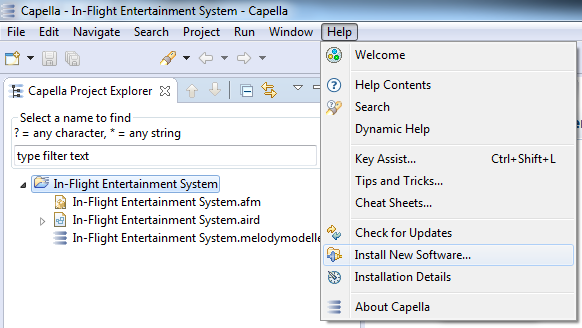 Capella - In-Flight Entertainment System - Capella
File Edit Navigate Search Project Run Window Help
Capella Project Explorer
Select a name to find
? = any character, * = any string
type filter text
In-Flight Entertainment System
In-Flight Entertainment System.afm
In-Flight Entertainment System.aird
In-Flight Entertainment System.melodymodelle
Welcome
Help Contents
Search
Dynamic Help
Key Assist... Ctrl+Shift+L
Tips and Tricks...
Cheat Sheets...
Check for Updates
Install New Software...
Installation Details
About Capella